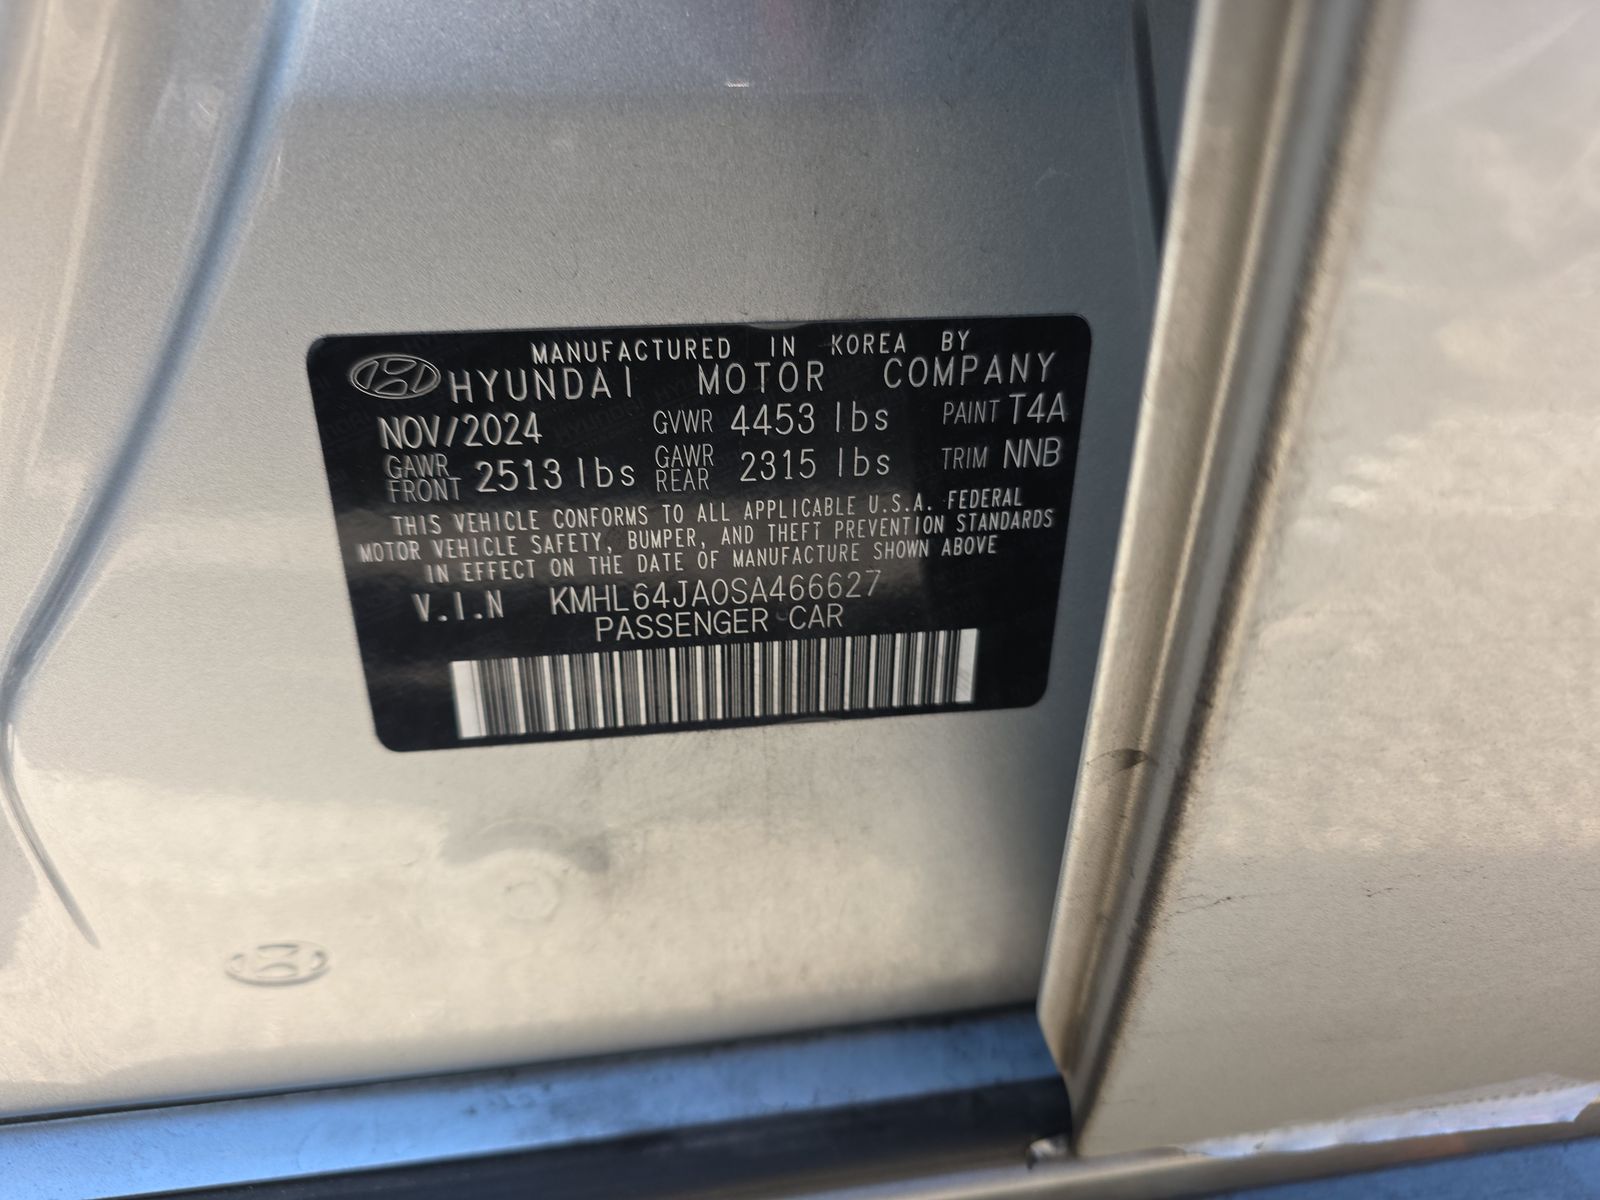 MANUFACTURED IN KOREA BY
HYUNDAI MOTOR COMPANY
NOV/2024 GVWR 4453 lbs PAINT T4A
GAWR FRONT 2513 lbs GAWR REAR 2315 lbs TRIM NNB
THIS VEHICLE CONFORMS TO ALL APPLICABLE U.S.A. FEDERAL
MOTOR VEHICLE SAFETY, BUMPER, AND THEFT PREVENTION STANDARDS
IN EFFECT ON THE DATE OF MANUFACTURE SHOWN ABOVE
V.I.N KMHL64JA0SA466627
PASSENGER CAR